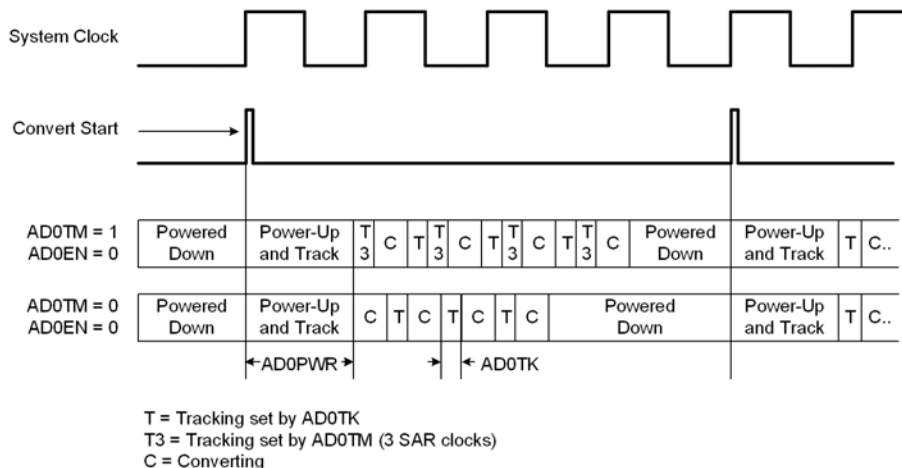 System Clock
Convert Start
AD0TM = 1
AD0EN = 0
Powered
Down
Power-Up
and Track
T
3
C
T
T
3
C
T
T
3
C
T
T
3
C
Powered
Down
Power-Up
and Track
T
C..
AD0TM = 0
AD0EN = 0
Powered
Down
Power-Up
and Track
C
T
C
T
C
T
C
Powered
Down
Power-Up
and Track
T
C..
AD0PWR
AD0TK
T = Tracking set by AD0TK
T3 = Tracking set by AD0TM (3 SAR clocks)
C = Converting